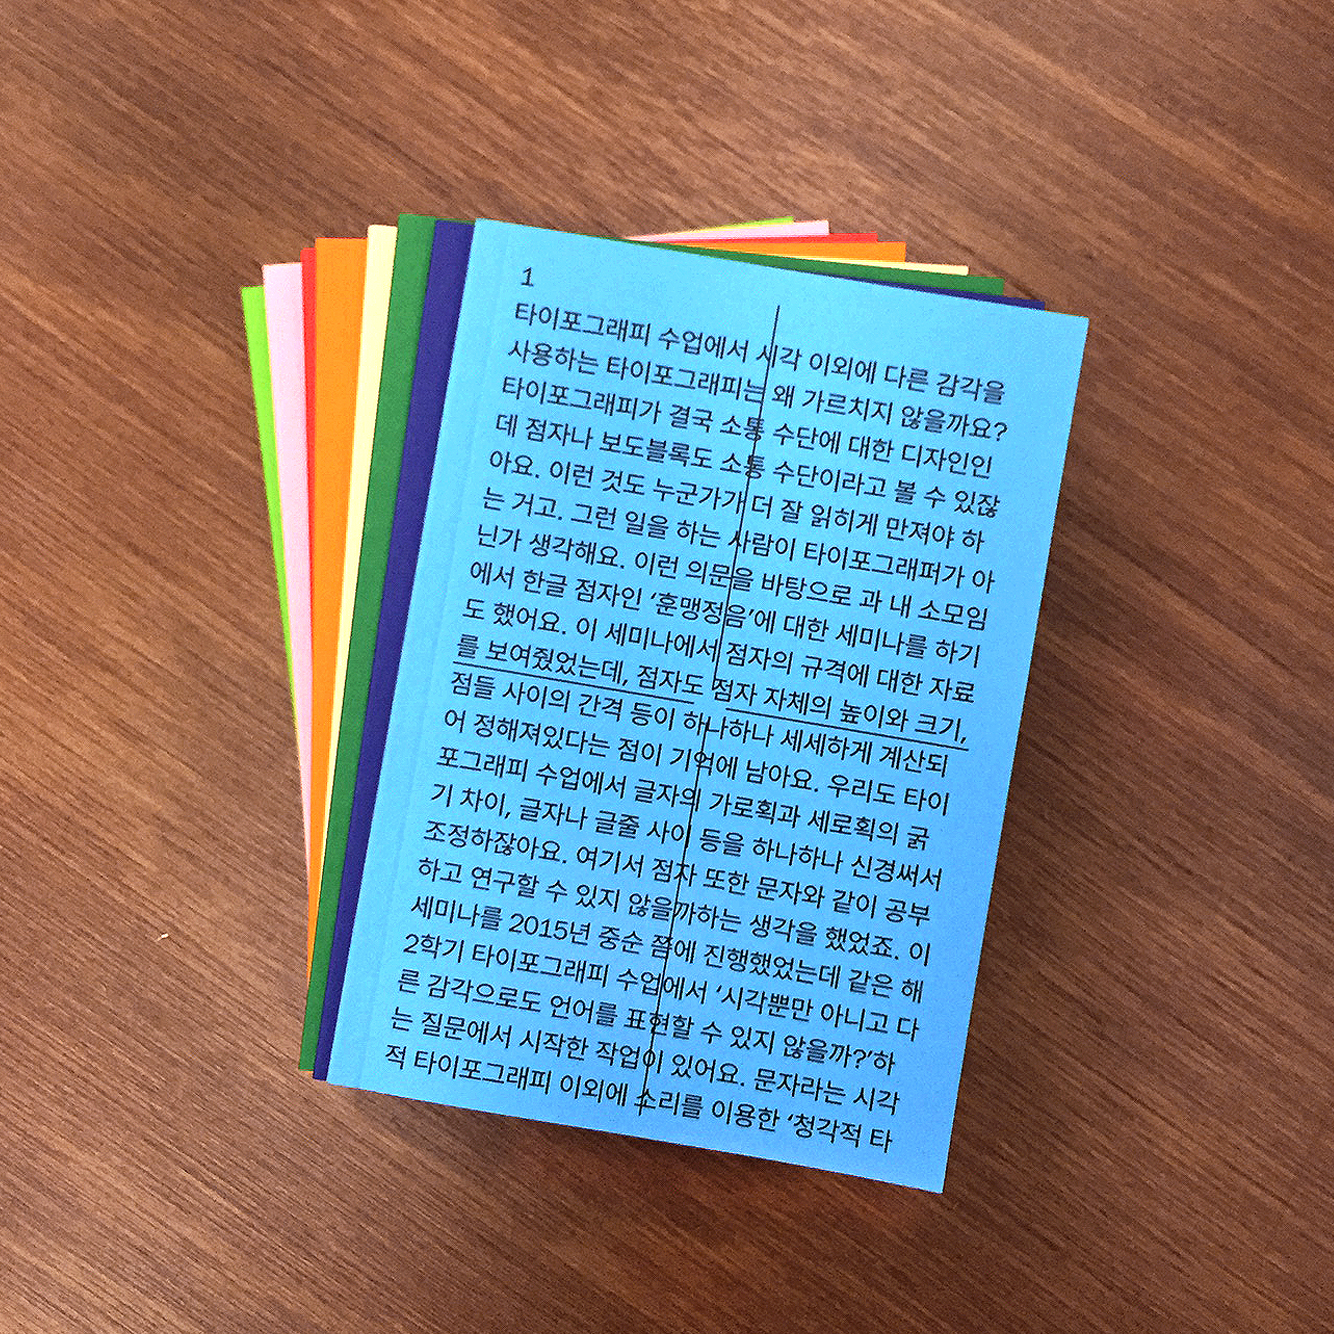 1
타이포그래피 수업에서 시각 이외에 다른 감각을
사용하는 타이포그래피는 왜 가르치지 않을까요?
타이포그래피가 결국 소통 수단에 대한 디자인인
데 점자나 보도블록도 소통 수단이라고 볼 수 있잖
아요. 이런 것도 누군가가 더 잘 읽히게 만져야 하
는 거고. 그런 일을 하는 사람이 타이포그래퍼가 아
닌가 생각해요. 이런 의문을 바탕으로 과 내 소모임
에서 한글 점자인 ‘훈맹정음’에 대한 세미나를 하기
도 했어요. 이 세미나에서 점자의 규격에 대한 자료
를 보여줬었는데, 점자도 점자 자체의 높이와 크기,
점들 사이의 간격 등이 하나하나 세세하게 계산되
어 정해져있다는 점이 기억에 남아요. 우리도 타이
포그래피 수업에서 글자의 가로획과 세로획의 굵
기 차이, 글자나 글줄 사이 등을 하나하나 신경써서
조정하잖아요. 여기서 점자 또한 문자와 같이 공부
하고 연구할 수 있지 않을까하는 생각을 했었죠. 이
세미나를 2015년 중순 쯤에 진행했었는데 같은 해
2학기 타이포그래피 수업에서 ‘시각뿐만 아니고 다
른 감각으로도 언어를 표현할 수 있지 않을까?’하
는 질문에서 시작한 작업이 있어요. 문자라는 시각
적 타이포그래피 이외에 소리를 이용한 ‘청각적 타